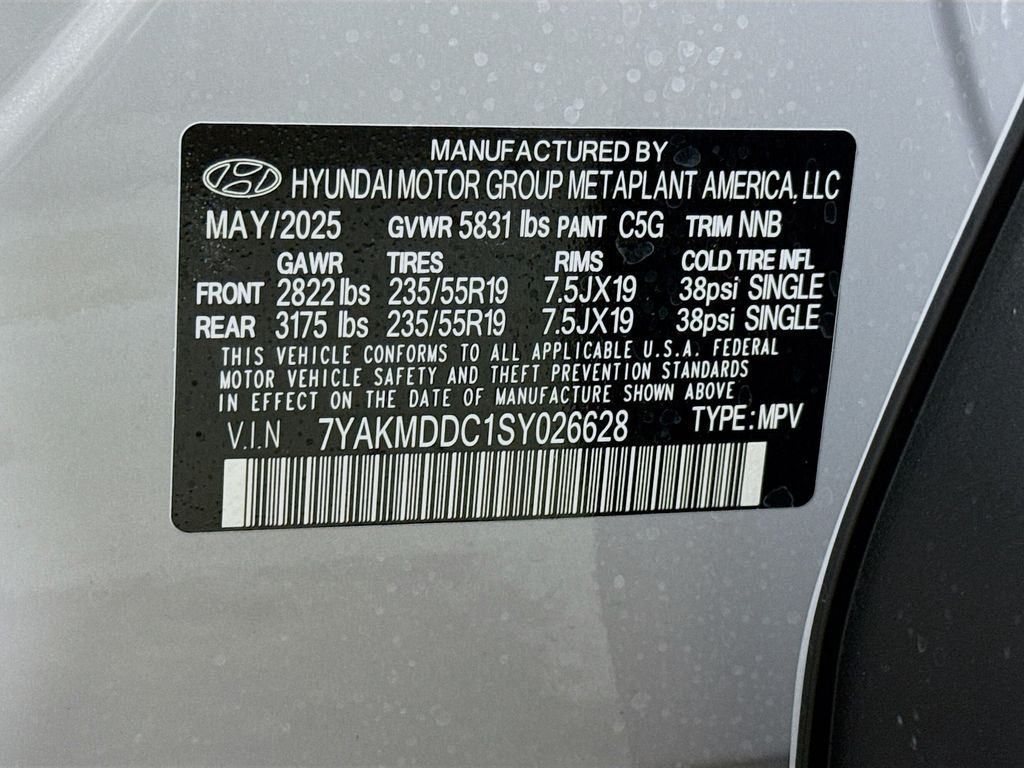 MANUFACTURED BY
HYUNDAI MOTOR GROUP METAPLANT AMERICA, LLC
MAY/2025 GVWR 5831 lbs PAINT C5G TRIM NNB
GAWR TIRES RIMS COLD TIRE INFL
FRONT 2822 lbs 235/55R19 7.5JX19 38psi SINGLE
REAR 3175 lbs 235/55R19 7.5JX19 38psi SINGLE
THIS VEHICLE CONFORMS TO ALL APPLICABLE U.S.A. FEDERAL
MOTOR VEHICLE SAFETY AND THEFT PREVENTION STANDARDS
IN EFFECT ON THE DATE OF MANUFACTURE SHOWN ABOVE
V.I.N 7YAKMDDC1SY026628 TYPE: MPV